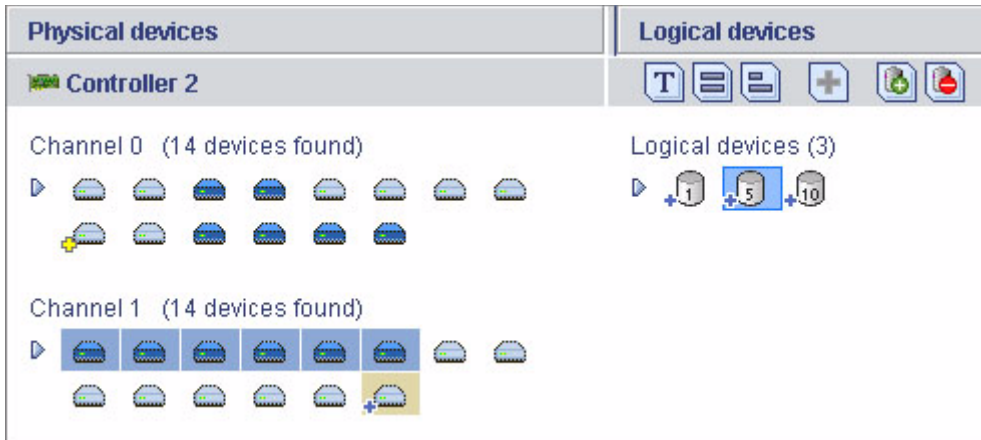 Physical devices
Logical devices
Controller 2
T
Channel 0 (14 devices found)
Logical devices (3)
1 5 10
Channel 1 (14 devices found)